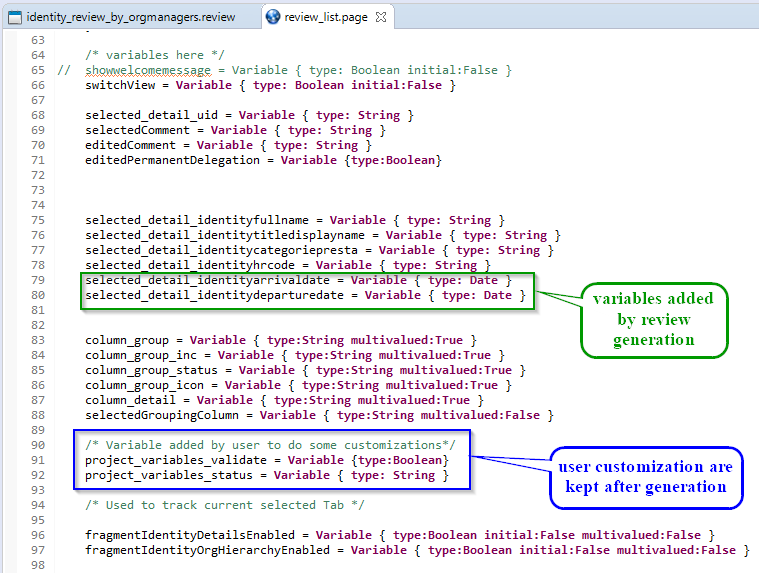 identity_review_by_orgmanagers.review review_list.page
63
64 /* variables here */
65 // showwelcomemessage = Variable { type: Boolean initial:False }
66 switchView = Variable { type: Boolean initial:False }
67
68 selected_detail_uid = Variable { type: String }
69 selectedComment = Variable { type: String }
70 editedComment = Variable { type: String }
71 editedPermanentDelegation = Variable {type:Boolean}
72
73
74
75 selected_detail_identityfullname = Variable { type: String }
76 selected_detail_identitytitledisplayname = Variable { type: String }
77 selected_detail_identitycategoriepresta = Variable { type: String }
78 selected_detail_identityhrcode = Variable { type: String }
79 selected_detail_identityarrivaldate = Variable { type: Date }
80 selected_detail_identitydeparturedate = Variable { type: Date }
variables added
by review
generation
81
82
83 column_group = Variable { type:String multivalued:True }
84 column_group_inc = Variable { type:String multivalued:True }
85 column_group_status = Variable { type:String multivalued:True }
86 column_group_icon = Variable { type:String multivalued:True }
87 column_detail = Variable { type:String multivalued:True }
88 selectedGroupingColumn = Variable { type:String multivalued:False }
89
90 /* Variable added by user to do some customizations*/
91 project_variables_validate = Variable {type:Boolean}
92 project_variables_status = Variable { type: String }
user customization are
kept after generation
93
94 /* Used to track current selected Tab */
95
96 fragmentIdentityDetailsEnabled = Variable { type:Boolean initial:False multivalued:False }
97 fragmentIdentityOrgHierarchyEnabled = Variable { type:Boolean initial:False multivalued:False }
98